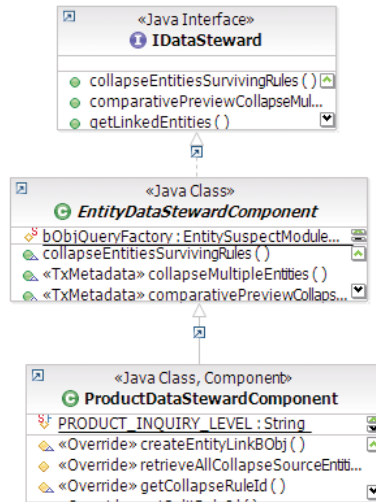 «Java Interface»
IDataSteward
collapseEntitiesSurvivingRules ( )
comparativePreviewCollapseMul...
getLinkedEntities ( )
«Java Class»
EntityDataStewardComponent
bObjQueryFactory : EntitySuspectModule...
collapseEntitiesSurvivingRules ( )
«TxMetadata» collapseMultipleEntities ( )
«TxMetadata» comparativePreviewCollaps...
«Java Class, Component»
ProductDataStewardComponent
PRODUCT_INQUIRY_LEVEL : String
«Override» createEntityLinkBObj ( )
«Override» retrieveAllCollapseSourceEntiti...
«Override» getCollapseRuleId ( )